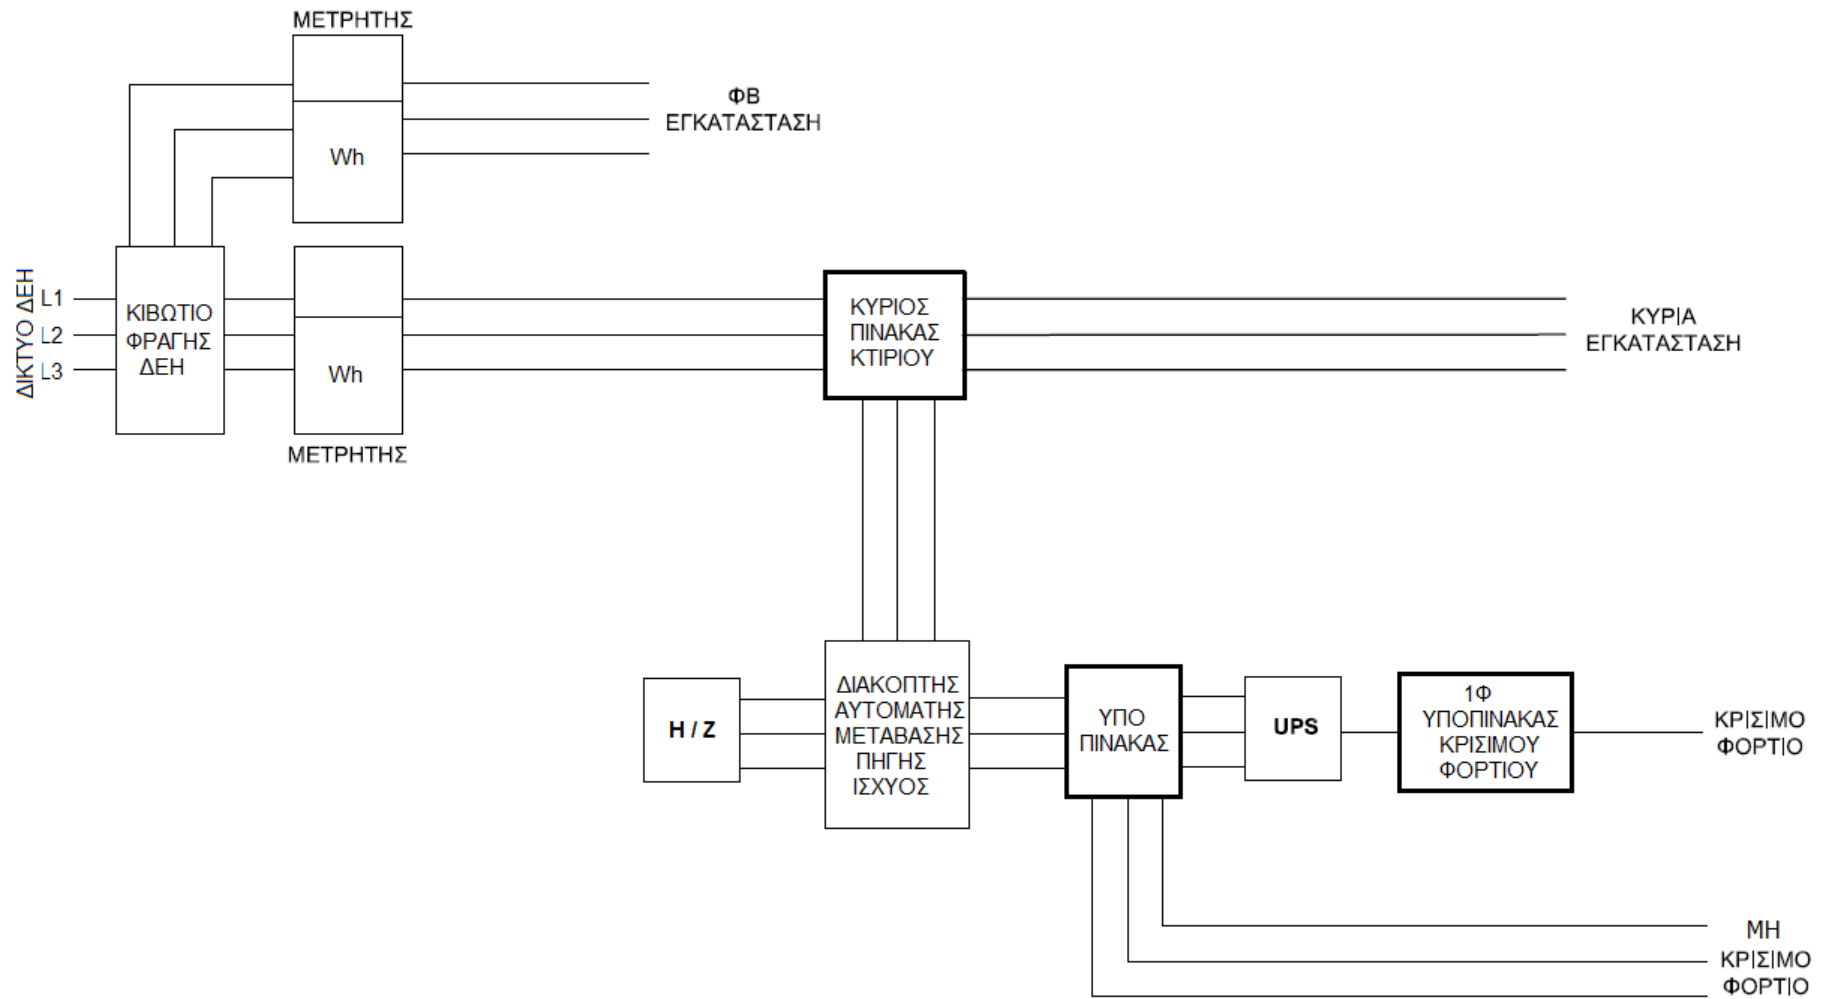 ΜΕΤΡΗΤΗΣ
Wh
ΦΒ
ΕΓΚΑΤΑΣΤΑΣΗ
ΔΙΚΤΥΟ ΔΕΗ
L1
L2
L3
ΚΙΒΩΤΙΟ
ΦΡΑΓΗΣ
ΔΕΗ
Wh
ΜΕΤΡΗΤΗΣ
ΚΥΡΙΟΣ
ΠΙΝΑΚΑΣ
ΚΤΙΡΙΟΥ
ΚΥΡΙΑ
ΕΓΚΑΤΑΣΤΑΣΗ
Η / Ζ
ΔΙΑΚΟΠΤΗΣ
ΑΥΤΟΜΑΤΗΣ
ΜΕΤΑΒΑΣΗΣ
ΠΗΓΗΣ
ΙΣΧΥΟΣ
ΥΠΟ
ΠΙΝΑΚΑΣ
UPS
1Φ
ΥΠΟΠΙΝΑΚΑΣ
ΚΡΙΣΙΜΟΥ
ΦΟΡΤΙΟΥ
ΚΡΙΣΙΜΟ
ΦΟΡΤΙΟ
ΜΗ
ΚΡΙΣΙΜΟ
ΦΟΡΤΙΟ